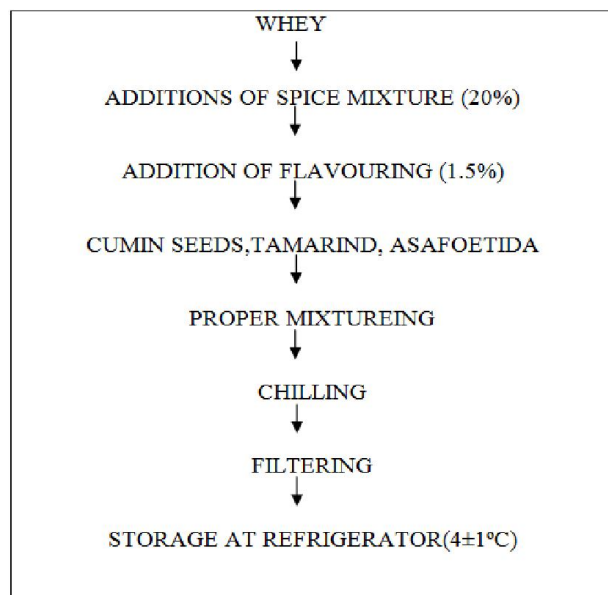 WHEY
ADDITIONS OF SPICE MIXTURE (20%)
ADDITION OF FLAVOURING (1.5%)
CUMIN SEEDS,TAMARIND, ASAFOETIDA
PROPER MIXTUREING
CHILLING
FILTERING
STORAGE AT REFRIGERATOR(4±1ºC)